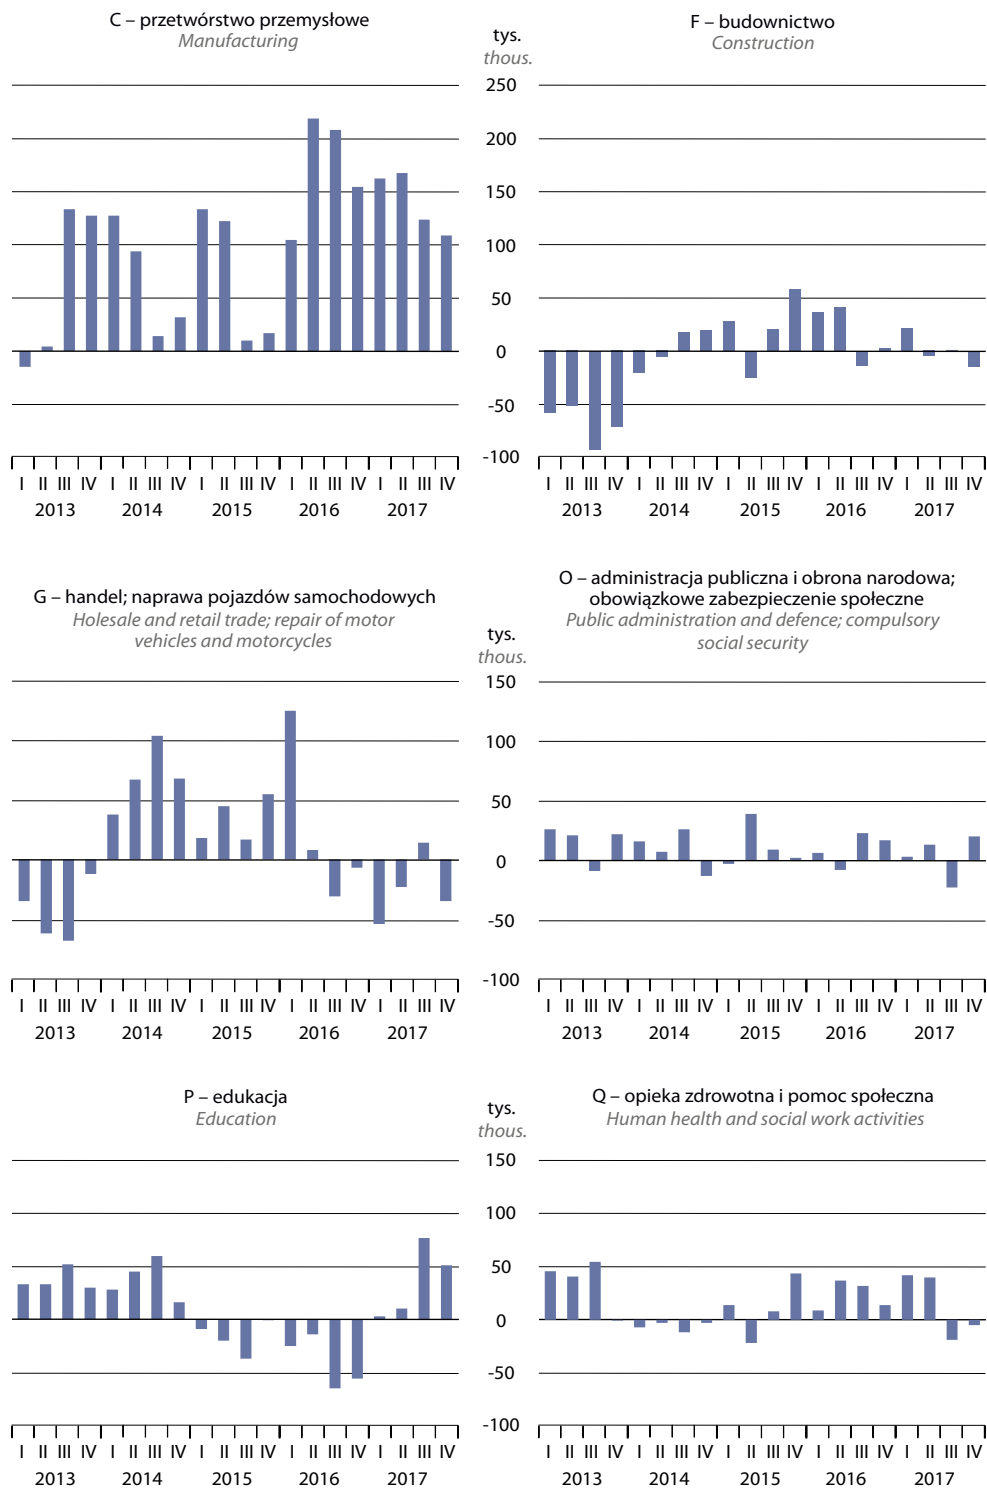 C – przetwórstwo przemysłowe
Manufacturing
tys.
thous.
F – budownictwo
Construction
250
200
150
100
50
0
-50
-100
I II III IV I II III IV I II III IV I II III IV I II III IV
2013 2014 2015 2016 2017
I II III IV I II III IV I II III IV I II III IV I II III IV
2013 2014 2015 2016 2017
G – handel; naprawa pojazdów samochodowych
Holesale and retail trade; repair of motor
vehicles and motorcycles
tys.
thous.
O – administracja publiczna i obrona narodowa;
obowiązkowe zabezpieczenie społeczne
Public administration and defence; compulsory
social security
150
100
50
0
-50
-100
I II III IV I II III IV I II III IV I II III IV I II III IV
2013 2014 2015 2016 2017
I II III IV I II III IV I II III IV I II III IV I II III IV
2013 2014 2015 2016 2017
P – edukacja
Education
tys.
thous.
Q – opieka zdrowotna i pomoc społeczna
Human health and social work activities
150
100
50
0
-50
-100
I II III IV I II III IV I II III IV I II III IV I II III IV
2013 2014 2015 2016 2017
I II III IV I II III IV I II III IV I II III IV I II III IV
2013 2014 2015 2016 2017